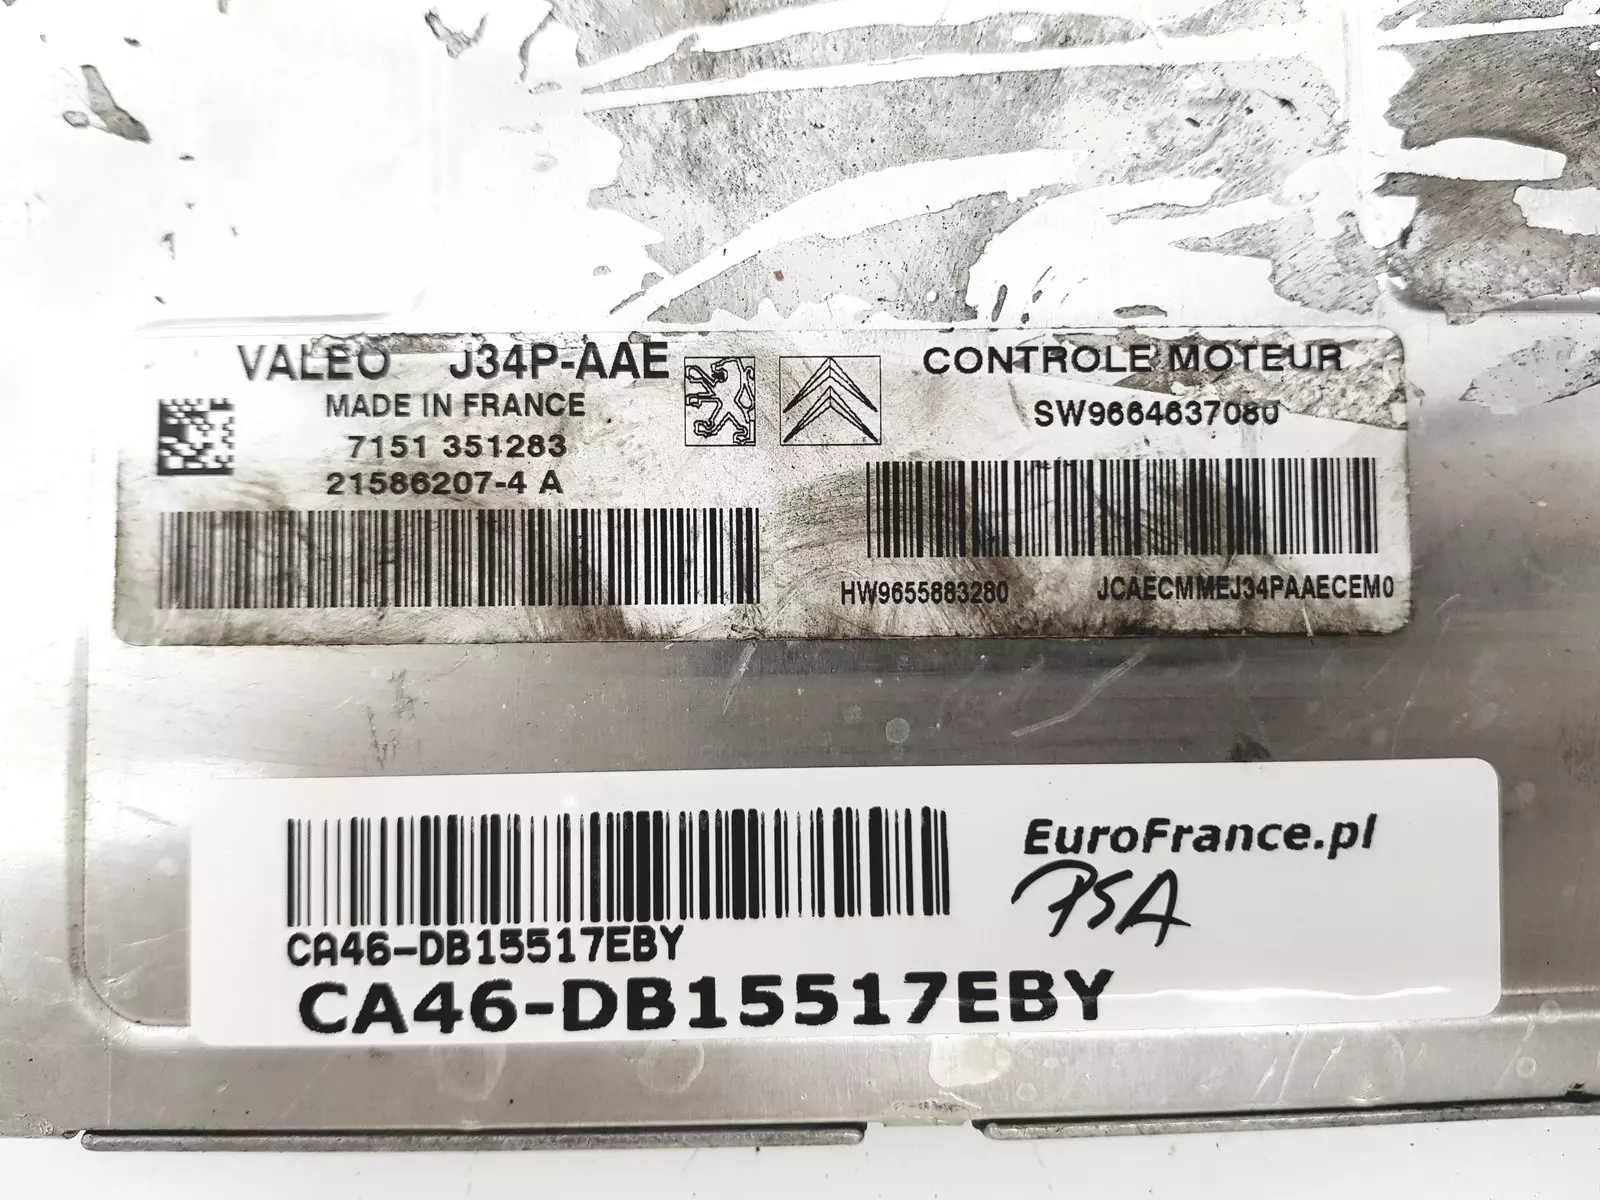 VALEO J34P-AAE
MADE IN FRANCE
7151 351283
21586207-4 A
CONTROLE MOTEUR
SW9664637080
HW9655883280 JCAECMMEJ34PAAECEM0
EuroFrance.pl
PSA
CA46-DB15517EBY
CA46-DB15517EBY